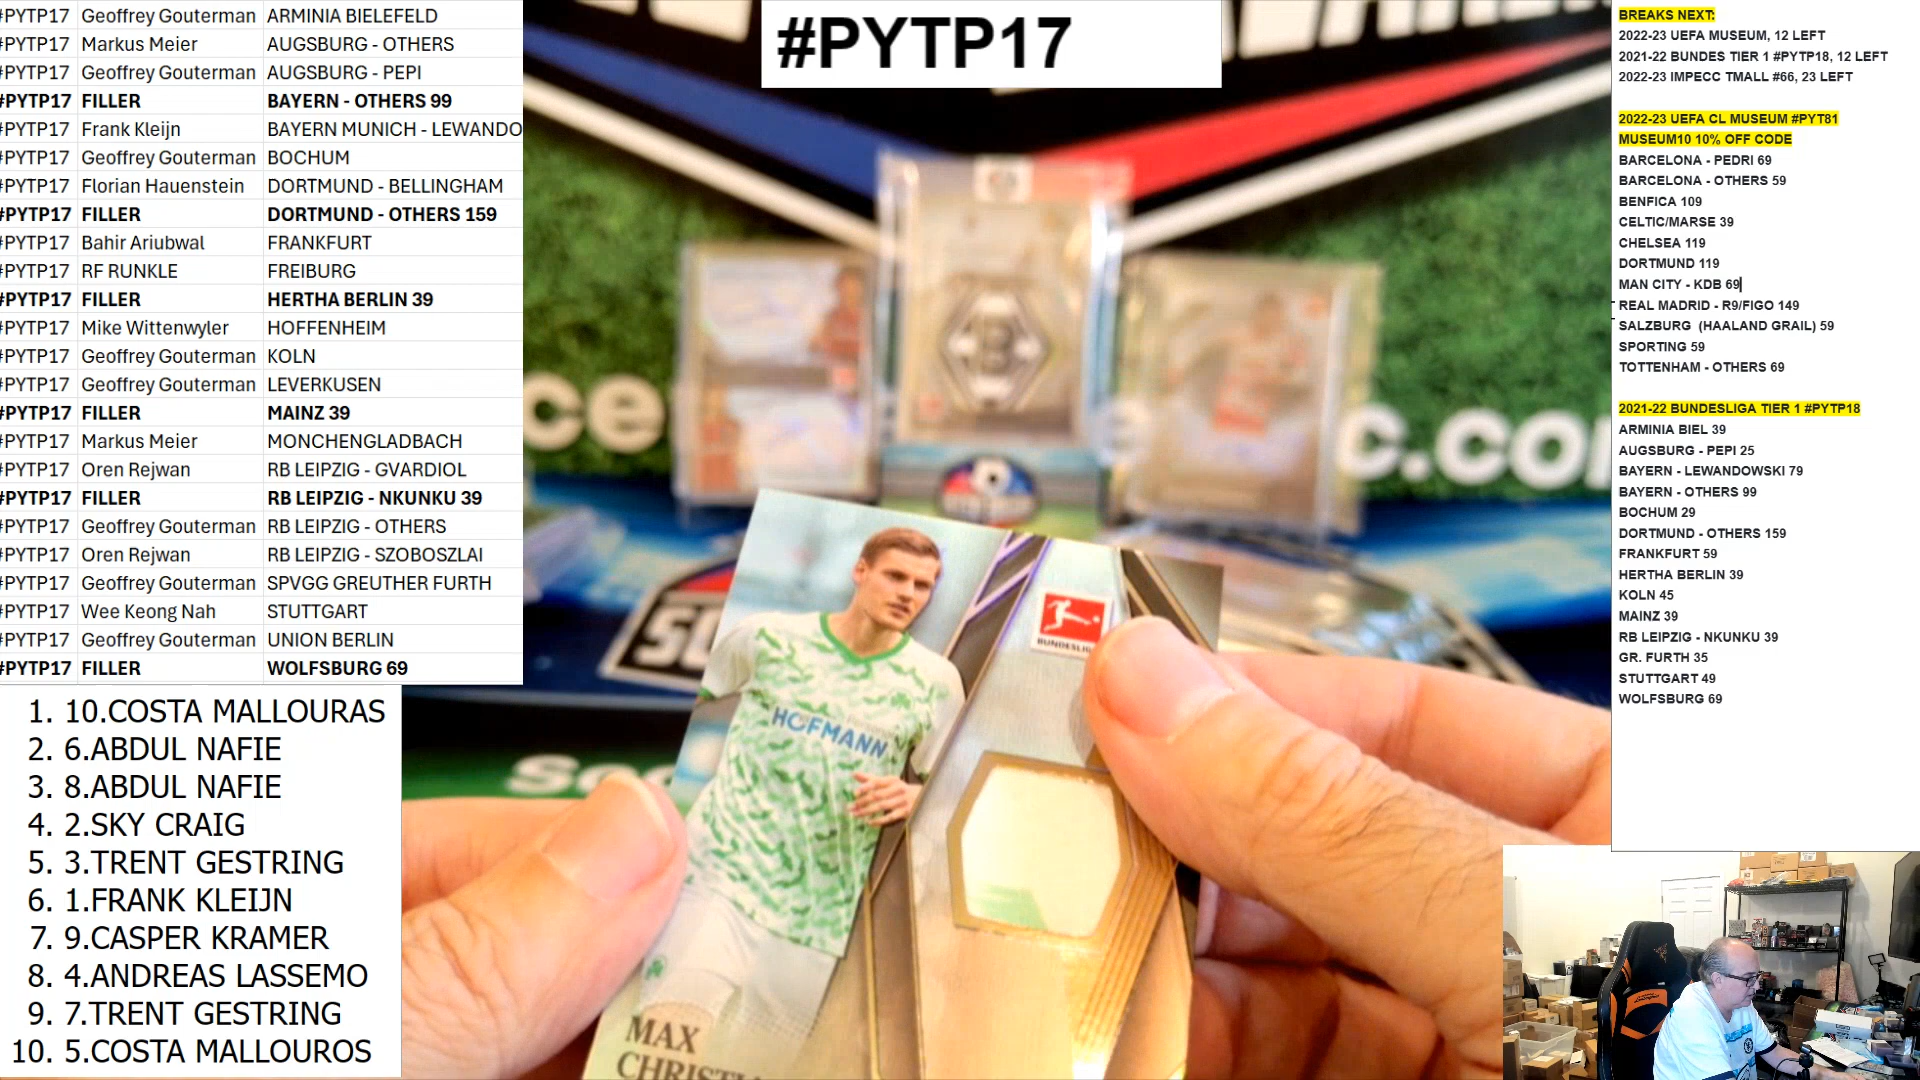 #PYTP17 Geoffrey Gouterman ARMINIA BIELEFELD
#PYTP17 Markus Meier AUGSBURG - OTHERS
#PYTP17 Geoffrey Gouterman AUGSBURG - PEPI
#PYTP17 FILLER BAYERN - OTHERS 99
#PYTP17 Frank Kleijn BAYERN MUNICH - LEWANDO
#PYTP17 Geoffrey Gouterman BOCHUM
#PYTP17 Florian Hauenstein DORTMUND - BELLINGHAM
#PYTP17 FILLER DORTMUND - OTHERS 159
#PYTP17 Bahir Ariubwal FRANKFURT
#PYTP17 RF RUNKLE FREIBURG
#PYTP17 FILLER HERTHA BERLIN 39
#PYTP17 Mike Wittenwyler HOFFENHEIM
#PYTP17 Geoffrey Gouterman KOLN
#PYTP17 Geoffrey Gouterman LEVERKUSEN
#PYTP17 FILLER MAINZ 39
#PYTP17 Markus Meier MONCHENGLADBACH
#PYTP17 Oren Rejwan RB LEIPZIG - GVARDIOL
#PYTP17 FILLER RB LEIPZIG - NKUNKU 39
#PYTP17 Geoffrey Gouterman RB LEIPZIG - OTHERS
#PYTP17 Oren Rejwan RB LEIPZIG - SZOBOSZLAI
#PYTP17 Geoffrey Gouterman SPVGG GREUTHER FURTH
#PYTP17 Wee Keong Nah STUTTGART
#PYTP17 Geoffrey Gouterman UNION BERLIN
#PYTP17 FILLER WOLFSBURG 69
1. 10.COSTA MALLOURAS
2. 6.ABDUL NAFIE
3. 8.ABDUL NAFIE
4. 2.SKY CRAIG
5. 3.TRENT GESTRING
6. 1.FRANK KLEIJN
7. 9.CASPER KRAMER
8. 4.ANDREAS LASSEMO
9. 7.TRENT GESTRING
10. 5.COSTA MALLOUROS
#PYTP17
ce
c.com
BUNDESLIGA
HOFMANN
MAX
BREAKS NEXT:
2022-23 UEFA MUSEUM, 12 LEFT
2021-22 BUNDES TIER 1 #PYTP18, 12 LEFT
2022-23 IMPECC TMALL #66, 23 LEFT
2022-23 UEFA CL MUSEUM #PYT81
MUSEUM10 10% OFF CODE
BARCELONA - PEDRI 69
BARCELONA - OTHERS 59
BENFICA 109
CELTIC/MARSE 39
CHELSEA 119
DORTMUND 119
MAN CITY - KDB 69
REAL MADRID - R9/FIGO 149
SALZBURG (HAALAND GRAIL) 59
SPORTING 59
TOTTENHAM - OTHERS 69
2021-22 BUNDESLIGA TIER 1 #PYTP18
ARMINIA BIEL 39
AUGSBURG - PEPI 25
BAYERN - LEWANDOWSKI 79
BAYERN - OTHERS 99
BOCHUM 29
DORTMUND - OTHERS 159
FRANKFURT 59
HERTHA BERLIN 39
KOLN 45
MAINZ 39
RB LEIPZIG - NKUNKU 39
GR. FURTH 35
STUTTGART 49
WOLFSBURG 69